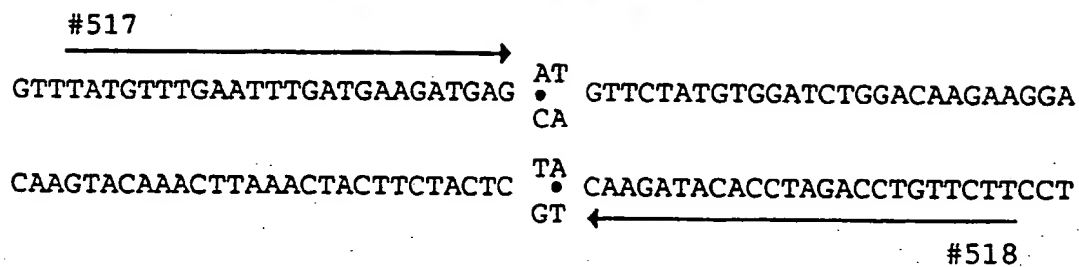 #517
AT
GTTTATGTTTGAATTTGATGAAGATGAG • GTTCTATGTGGATCTGGACAAGAAGGA
CA
TA
CAAGTACAAACTTAAACTACTTCTACTC • CAAGATACACCTAGACCTGTTCTTCCT
GT
#518